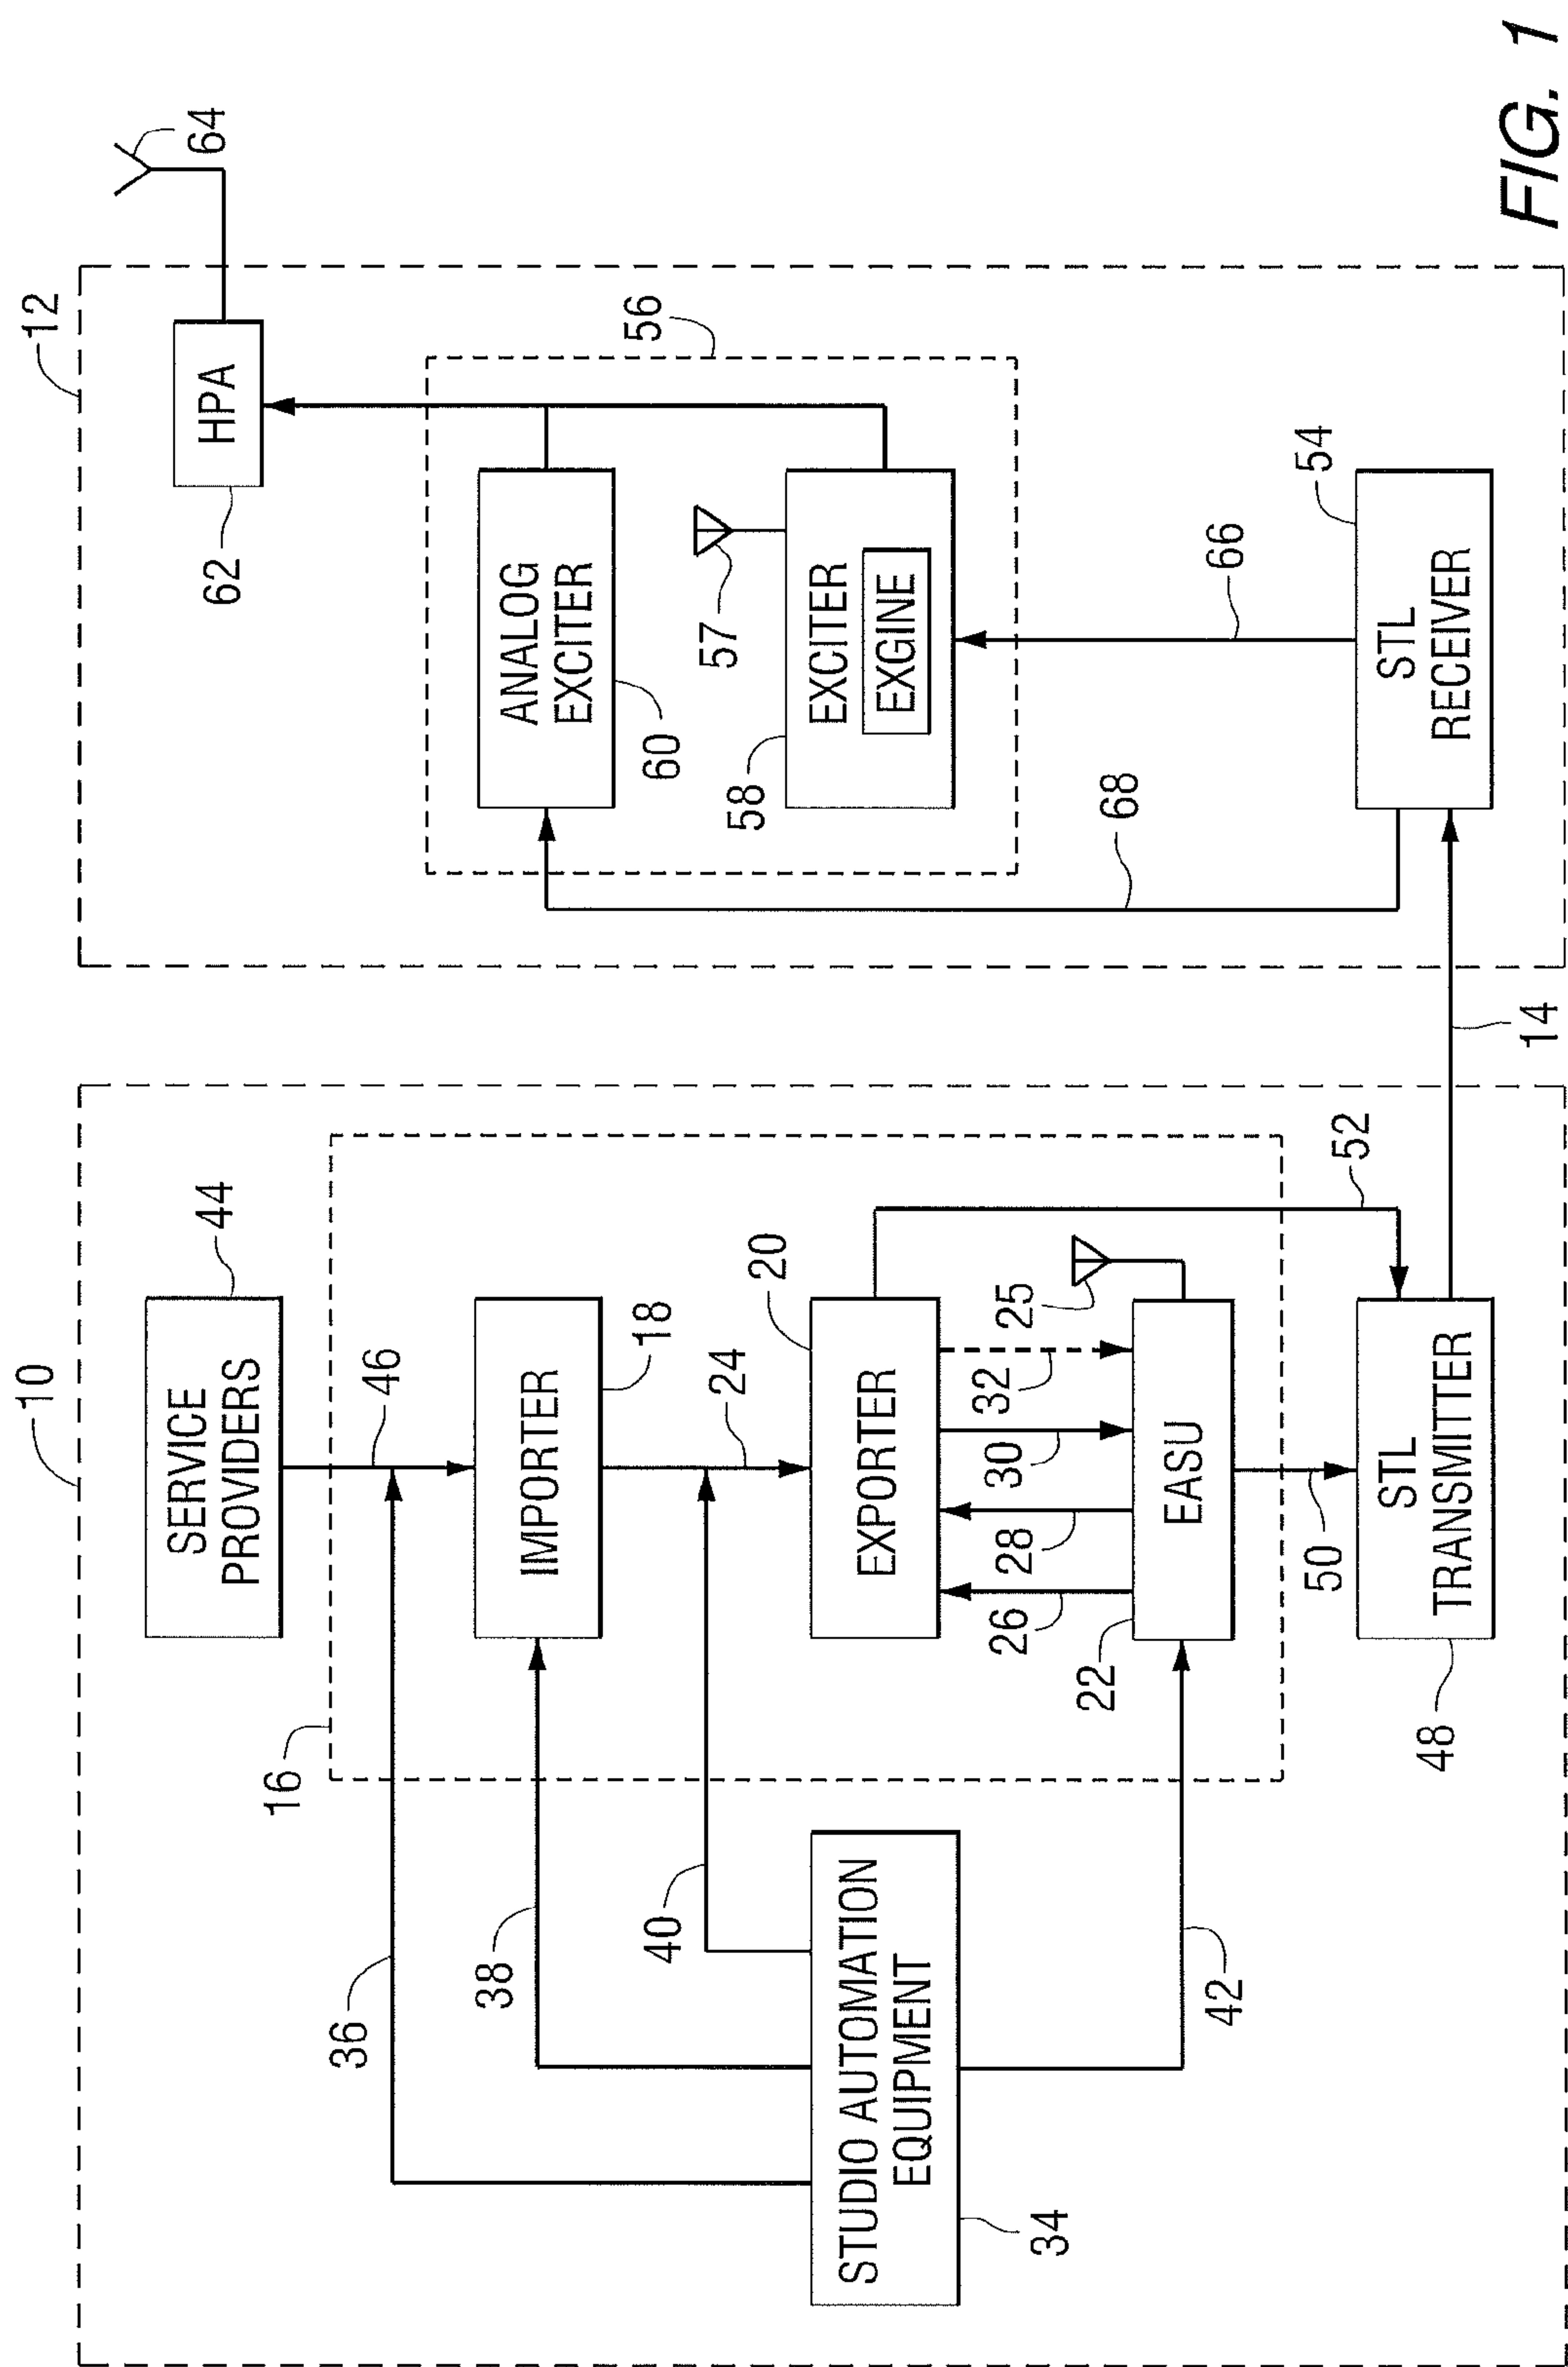 10
SERVICE
PROVIDERS
44
46
36
16
IMPORTER
18
38
24
40
EXPORTER
20
26
28
30
32
25
EASU
22
STUDIO AUTOMATION
EQUIPMENT
34
42
50
52
STL
TRANSMITTER
48
14
12
HPA
62
64
56
ANALOG
EXCITER
60
57
EXCITER
EXGINE
58
66
68
STL
RECEIVER
54
FIG. 1